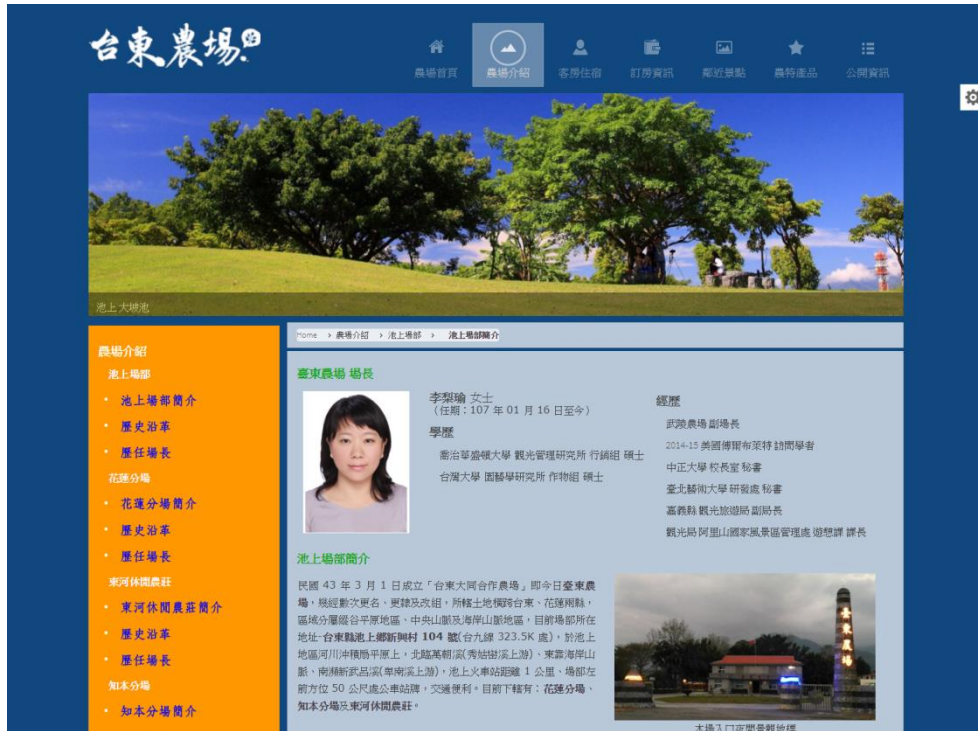 台東農場
農場首頁
農場介紹
客房住宿
訂房資訊
鄰近景點
農特產品
公開資訊
池上大坡池
農場介紹
池上場部
• 池上場部簡介
• 歷史沿革
• 歷任場長
花蓮分場
• 花蓮分場簡介
• 歷史沿革
• 歷任場長
東河休閒農莊
• 東河休閒農莊簡介
• 歷史沿革
• 歷任場長
知本分場
• 知本分場簡介
Home › 農場介紹 › 池上場部 › 池上場部簡介
臺東農場 場長
李梨瑜 女士
(任期：107 年 01 月 16 日至今)
學歷
喬治華盛頓大學 觀光管理研究所 行銷組 碩士
台灣大學 園藝學研究所 作物組 碩士
經歷
武陵農場 副場長
2014-15 美國傅爾布萊特 訪問學者
中正大學 校長室 秘書
臺北藝術大學 研發處 秘書
嘉義縣 觀光旅遊局 副局長
觀光局 阿里山國家風景區管理處 遊憩課 課長
池上場部簡介
民國 43 年 3 月 1 日成立「台東大同合作農場」即今日臺東農
場，幾經數次更名、更隸及改組，所轄土地橫跨台東、花蓮兩縣，
區域分屬縱谷平原地區、中央山脈及海岸山脈地區，目前場部所在
地址-台東縣池上鄉新興村 104 號(台九線 323.5K 處)，於池上
地區河川沖積扇平原上，北臨萬朝溪(秀姑巒溪上游)、東靠海岸山
脈、南瀕新武呂溪(卑南溪上游)，池上火車站距離 1 公里、場部左
前方位 50 公尺處公車站牌，交通便利。目前下轄有：花蓮分場、
知本分場及東河休閒農莊。
臺東農場
本場入口夜間景觀地標